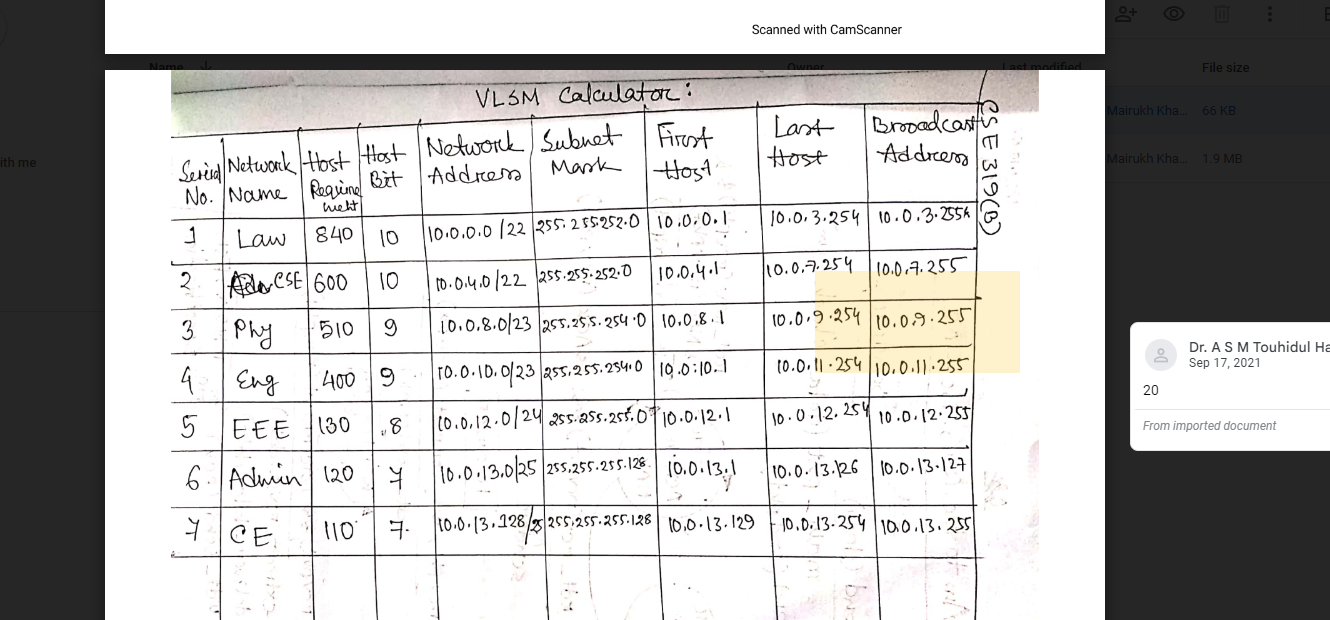 Scanned with CamScanner
Name
Owner
Last modified
File size
VLSM Calculator:
CSE 319(B)
Serial No. Network Name Host Requirement Host Bit Network Address Subnet Mask First Host Last Host Broadcast Address
1 Law 840 10 10.0.0.0/22 255.255.252.0 10.0.0.1 10.0.3.254 10.0.3.255
2 CSE 600 10 10.0.4.0/22 255.255.252.0 10.0.4.1 10.0.7.254 10.0.7.255
3 Phy 510 9 10.0.8.0/23 255.255.254.0 10.0.8.1 10.0.9.254 10.0.9.255
4 Eng 400 9 10.0.10.0/23 255.255.254.0 10.0.10.1 10.0.11.254 10.0.11.255
5 EEE 130 8 10.0.12.0/24 255.255.255.0 10.0.12.1 10.0.12.254 10.0.12.255
6 Admin 120 7 10.0.13.0/25 255.255.255.128 10.0.13.1 10.0.13.126 10.0.13.127
7 CE 110 7 10.0.13.128/25 255.255.255.128 10.0.13.129 10.0.13.254 10.0.13.255
ith me
Mairukh Kha... 66 KB
Mairukh Kha... 1.9 MB
Dr. A S M Touhidul Ha
Sep 17, 2021
20
From imported document